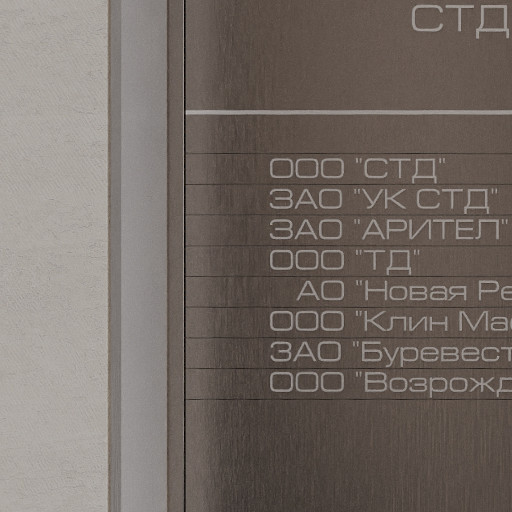 СТД
ООО "СТД"
ЗАО "УК СТД"
ЗАО "АРИТЕЛ"
ООО "ТД"
АО "Новая
ООО "Клин
ЗАО
ООО